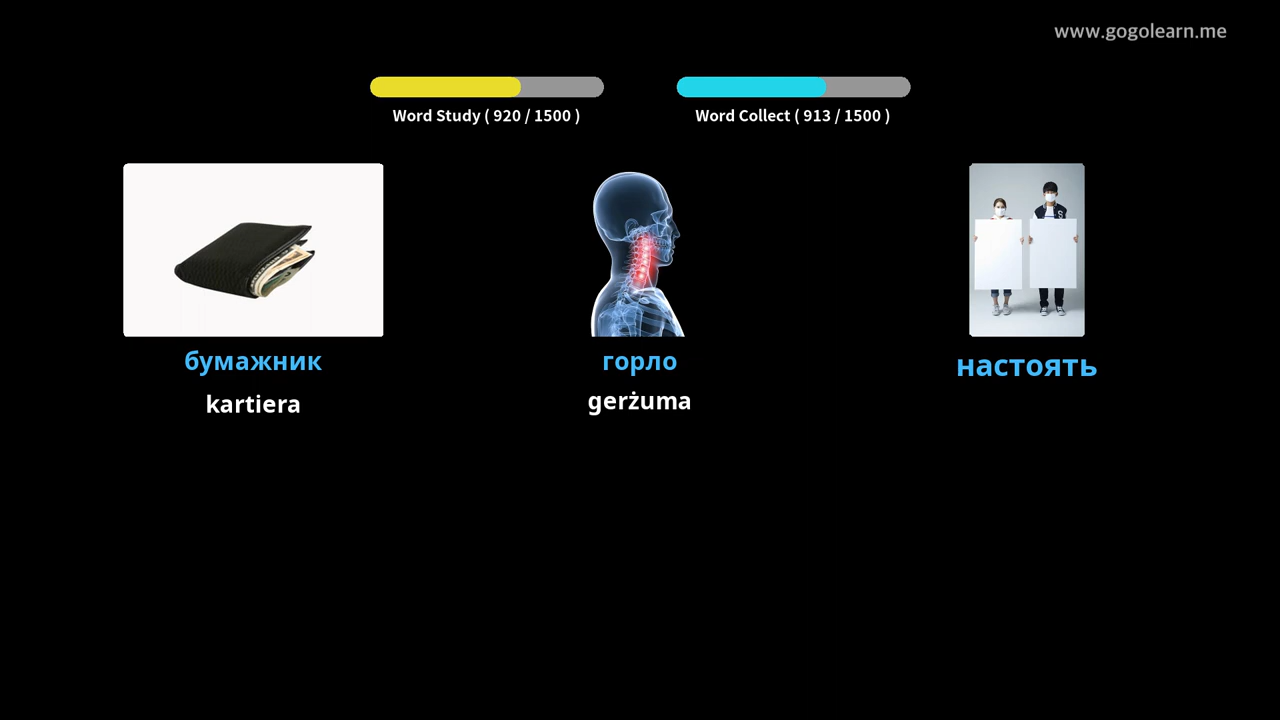 www.gogolearn.me
Word Study ( 920 / 1500 )
Word Collect ( 913 / 1500 )
бумажник
горло
настоять
kartiera
gerżuma